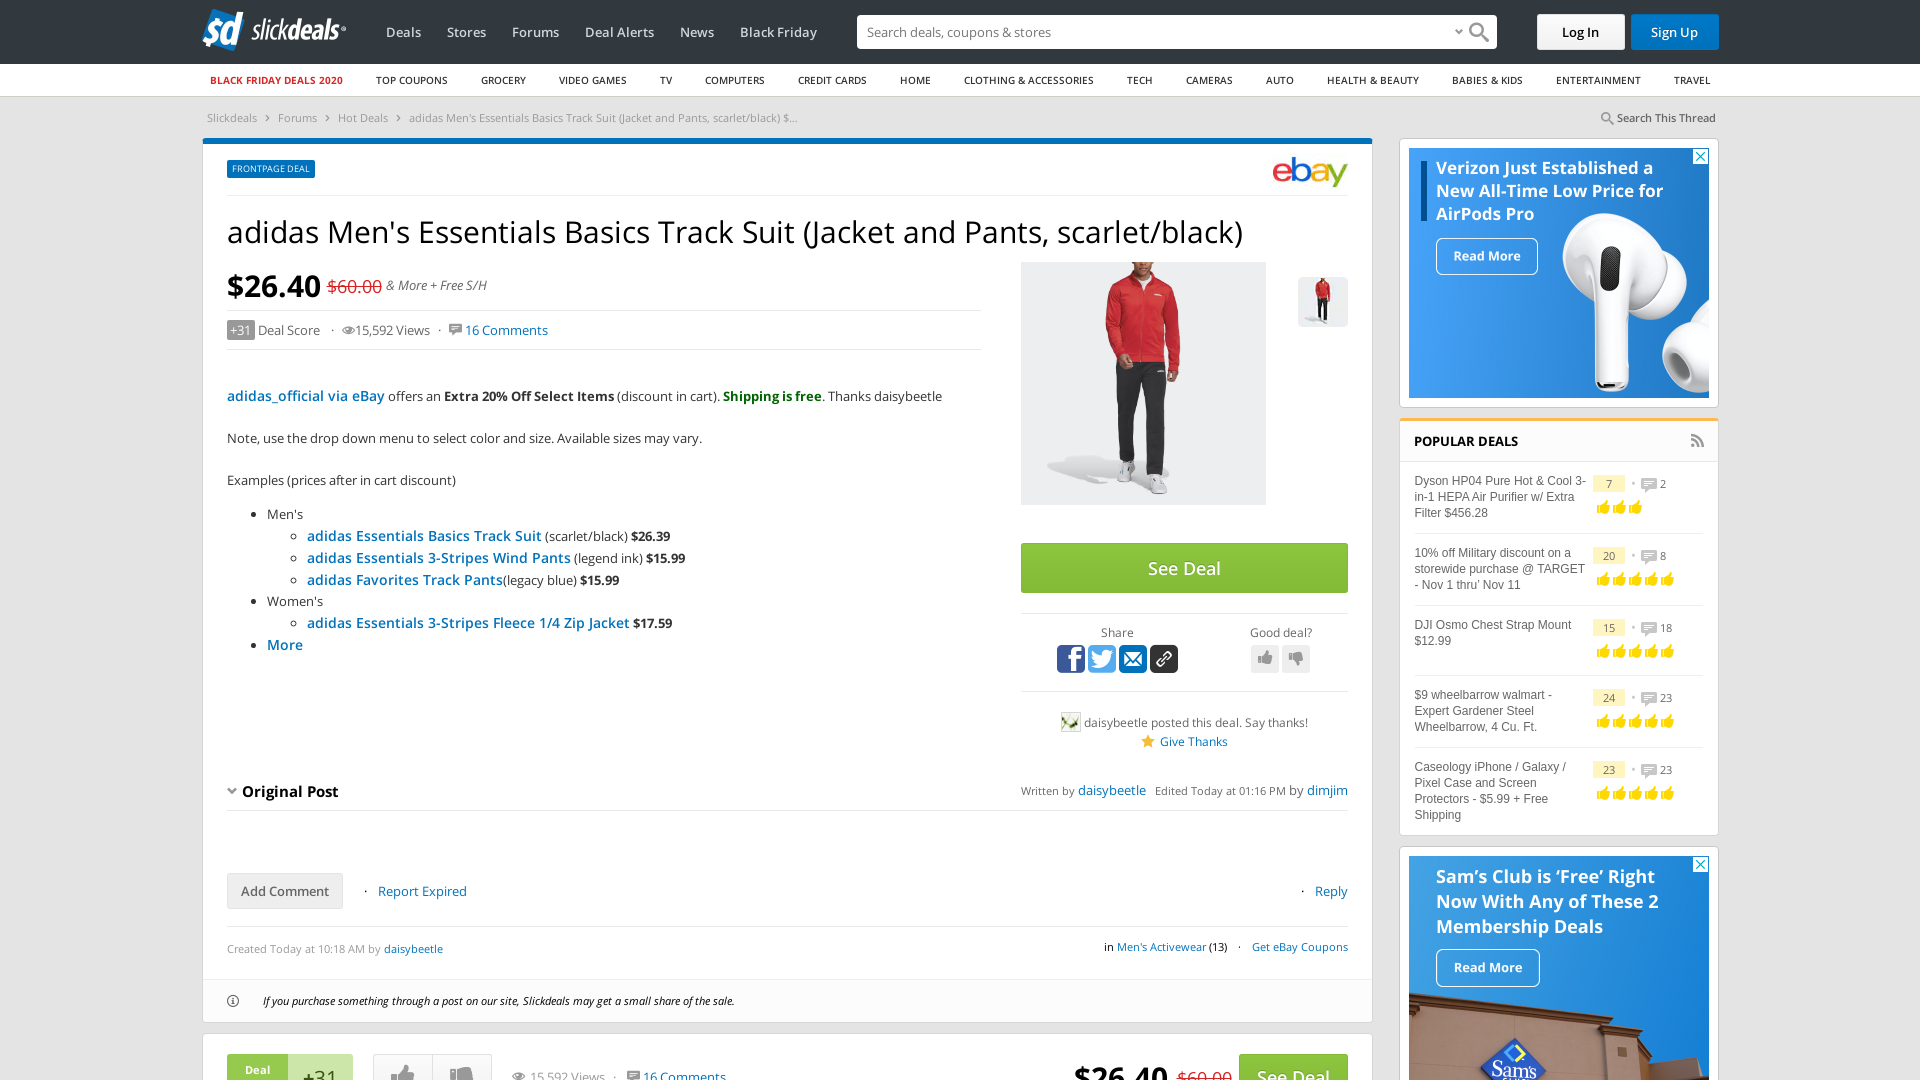 sd slickdeals
Deals
Stores
Forums
Deal Alerts
News
Black Friday
Search deals, coupons & stores
Log In
Sign Up
BLACK FRIDAY DEALS 2020
TOP COUPONS
GROCERY
VIDEO GAMES
TV
COMPUTERS
CREDIT CARDS
HOME
CLOTHING & ACCESSORIES
TECH
CAMERAS
AUTO
HEALTH & BEAUTY
BABIES & KIDS
ENTERTAINMENT
TRAVEL
Slickdeals › Forums › Hot Deals › adidas Men's Essentials Basics Track Suit (Jacket and Pants, scarlet/black) $...
Search This Thread
FRONTPAGE DEAL
ebay
adidas Men's Essentials Basics Track Suit (Jacket and Pants, scarlet/black)
$26.40 $60.00 & More + Free S/H
+31 Deal Score · 15,592 Views · 16 Comments
adidas_official via eBay offers an Extra 20% Off Select Items (discount in cart). Shipping is free. Thanks daisybeetle
Note, use the drop down menu to select color and size. Available sizes may vary.
Examples (prices after in cart discount)
Men's
adidas Essentials Basics Track Suit (scarlet/black) $26.39
adidas Essentials 3-Stripes Wind Pants (legend ink) $15.99
adidas Favorites Track Pants(legacy blue) $15.99
Women's
adidas Essentials 3-Stripes Fleece 1/4 Zip Jacket $17.59
More
See Deal
Share
Good deal?
daisybeetle posted this deal. Say thanks!
Give Thanks
Original Post
Written by daisybeetle Edited Today at 01:16 PM by dimjim
Add Comment
· Report Expired
· Reply
Created Today at 10:18 AM by daisybeetle
in Men's Activewear (13) · Get eBay Coupons
If you purchase something through a post on our site, Slickdeals may get a small share of the sale.
Deal
+31
15,592 Views · 16 Comments
$26.40 $60.00
See Deal
Verizon Just Established a
New All-Time Low Price for
AirPods Pro
Read More
POPULAR DEALS
Dyson HP04 Pure Hot & Cool 3-
in-1 HEPA Air Purifier w/ Extra
Filter $456.28
7 • 2
10% off Military discount on a
storewide purchase @ TARGET
- Nov 1 thru' Nov 11
20 • 8
DJI Osmo Chest Strap Mount
$12.99
15 • 18
$9 wheelbarrow walmart -
Expert Gardener Steel
Wheelbarrow, 4 Cu. Ft.
24 • 23
Caseology iPhone / Galaxy /
Pixel Case and Screen
Protectors - $5.99 + Free
Shipping
23 • 23
Sam's Club is 'Free' Right
Now With Any of These 2
Membership Deals
Read More
Sam's